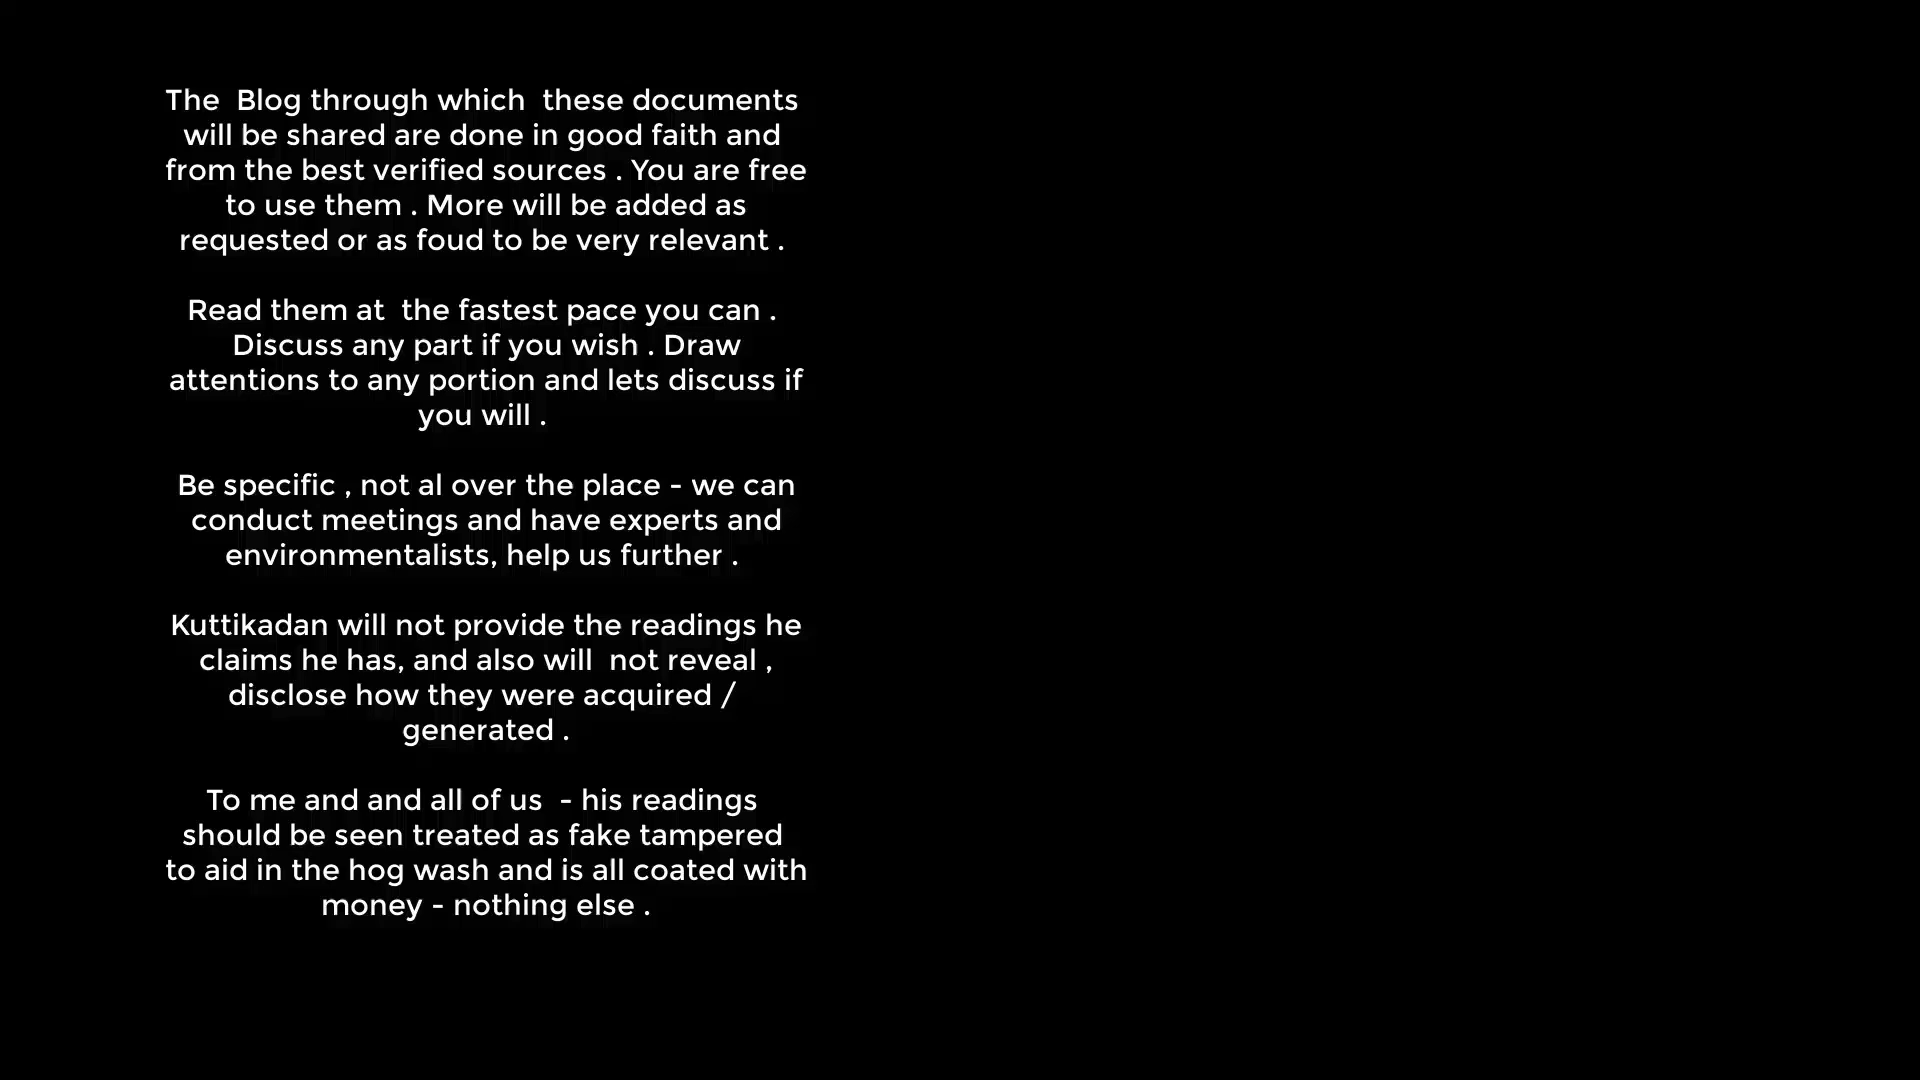 The  Blog through which  these documents
will be shared are done in good faith and
from the best verified sources . You are free
to use them . More will be added as
requested or as foud to be very relevant .
Read them at  the fastest pace you can .
Discuss any part if you wish . Draw
attentions to any portion and lets discuss if
you will .
Be specific , not al over the place - we can
conduct meetings and have experts and
environmentalists, help us further .
Kuttikadan will not provide the readings he
claims he has, and also will  not reveal ,
disclose how they were acquired /
generated .
To me and and all of us  - his readings
should be seen treated as fake tampered
to aid in the hog wash and is all coated with
money - nothing else .